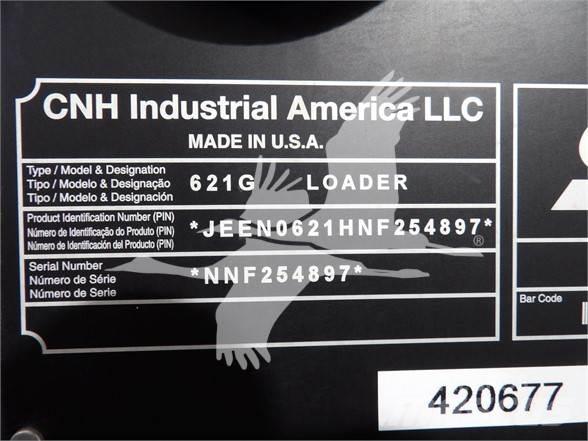 CNH Industrial America LLC
MADE IN U.S.A.
Type / Model & Designation
Tipo / Modelo & Designação
Tipo / Modelo & Designación
621G LOADER
Product Identification Number (PIN)
Número de Identificação do Produto (PIN)
Número de Identificación del Producto (PIN)
*JEEN0621HNF254897*
®
Serial Number
Número de Série
Número de Serie
*NNF254897*
Bar Code
420677